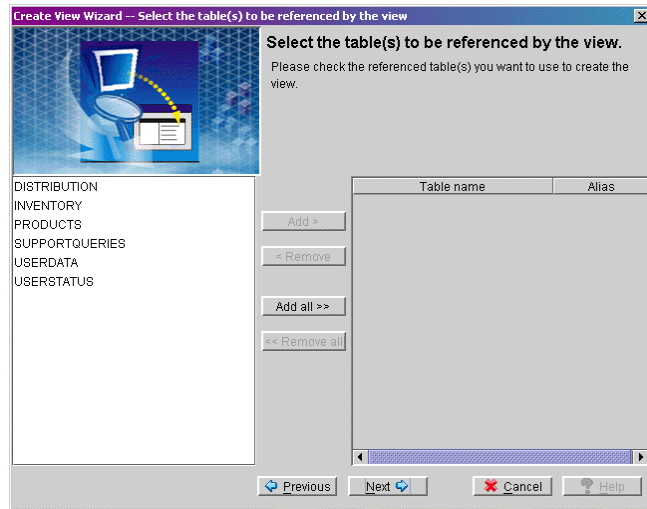 Create View Wizard -- Select the table(s) to be referenced by the view
Select the table(s) to be referenced by the view.
Please check the referenced table(s) you want to use to create the
view.
DISTRIBUTION
INVENTORY
PRODUCTS
SUPPORTQUERIES
USERDATA
USERSTATUS
Add >
< Remove
Add all >>
<< Remove all
Table name
Alias
Previous
Next
Cancel
Help